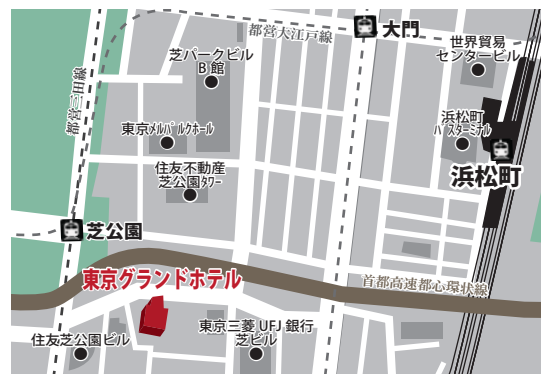 都営大江戸線
大門
世界貿易
センタービル
芝パークビル
B館
都営三田線
東京メルパルクホール
浜松町
バスターミナル
浜松町
住友不動産
芝公園タワー
芝公園
東京グランドホテル
首都高速都心環状線
東京三菱UFJ銀行
芝ビル
住友芝公園ビル